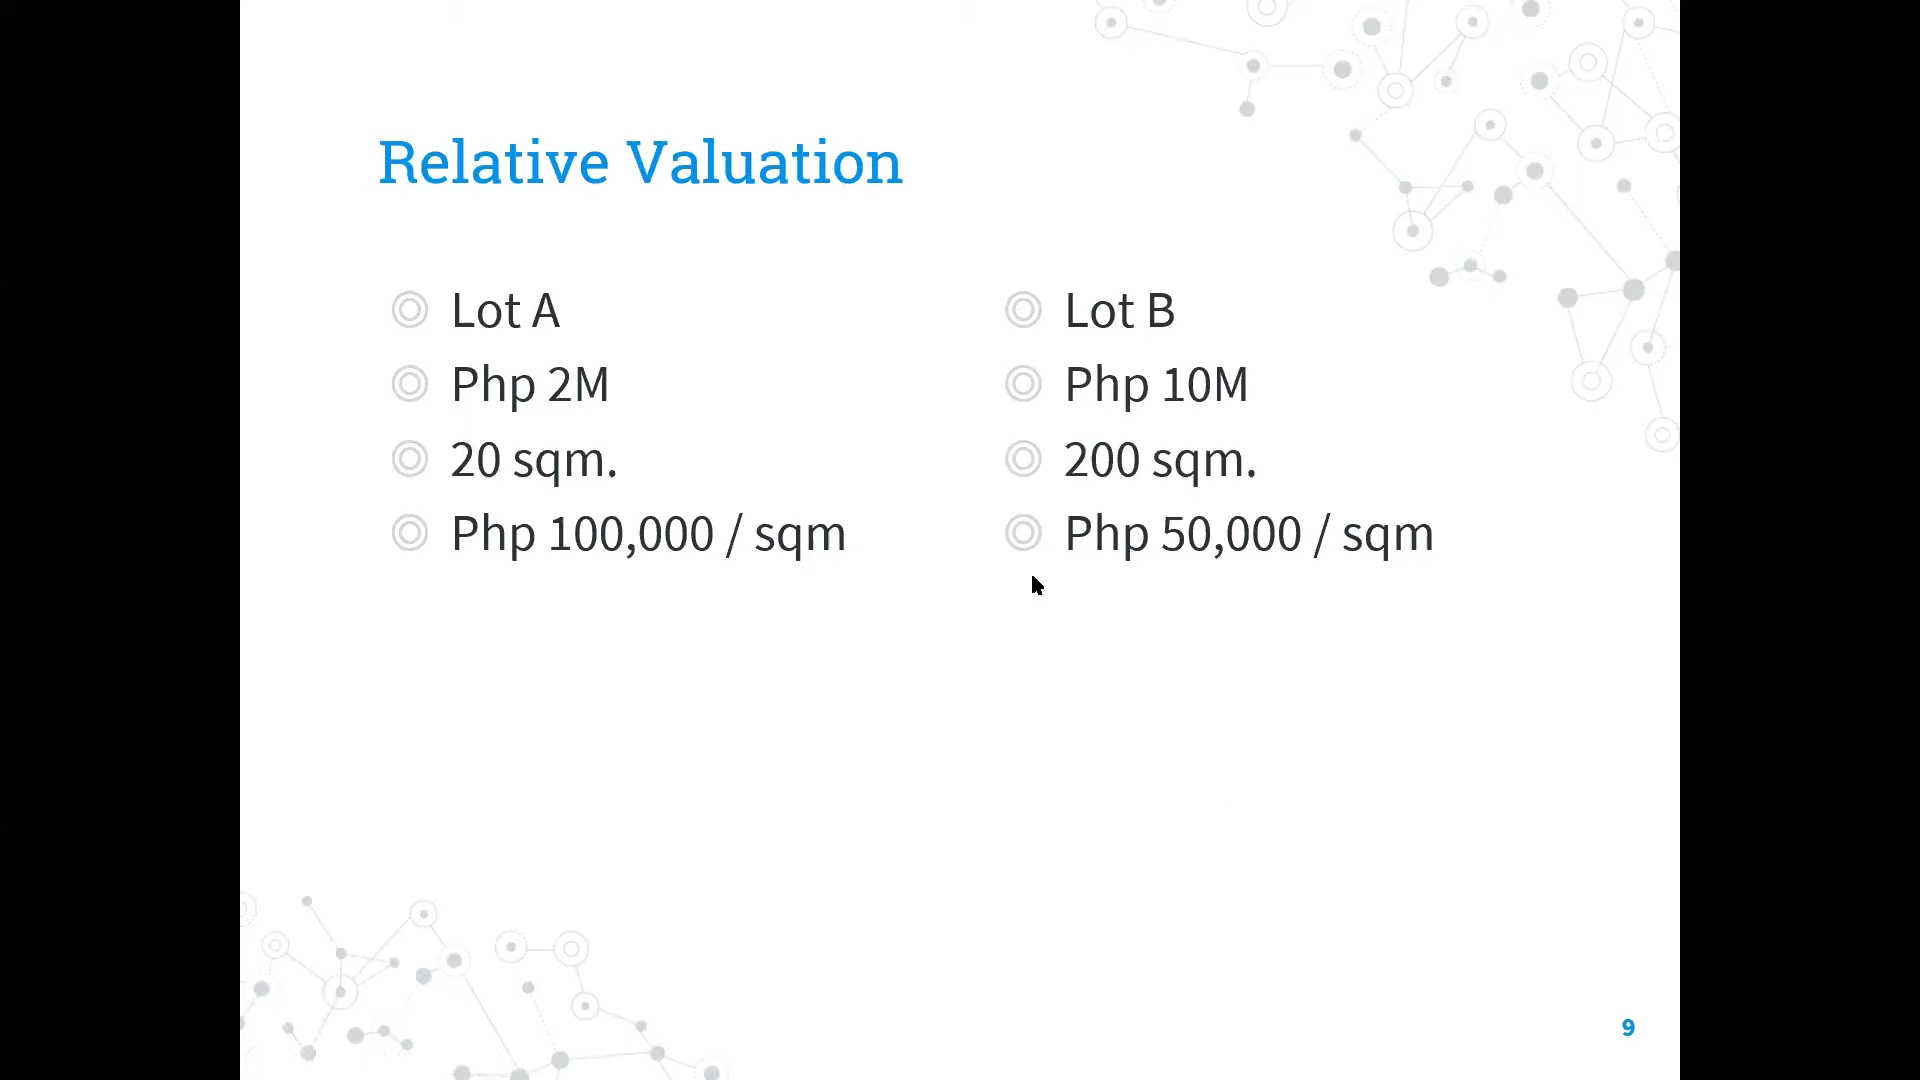 Relative Valuation
Lot A
Php 2M
20 sqm.
Php 100,000 / sqm
Lot B
Php 10M
200 sqm.
Php 50,000 / sqm
9